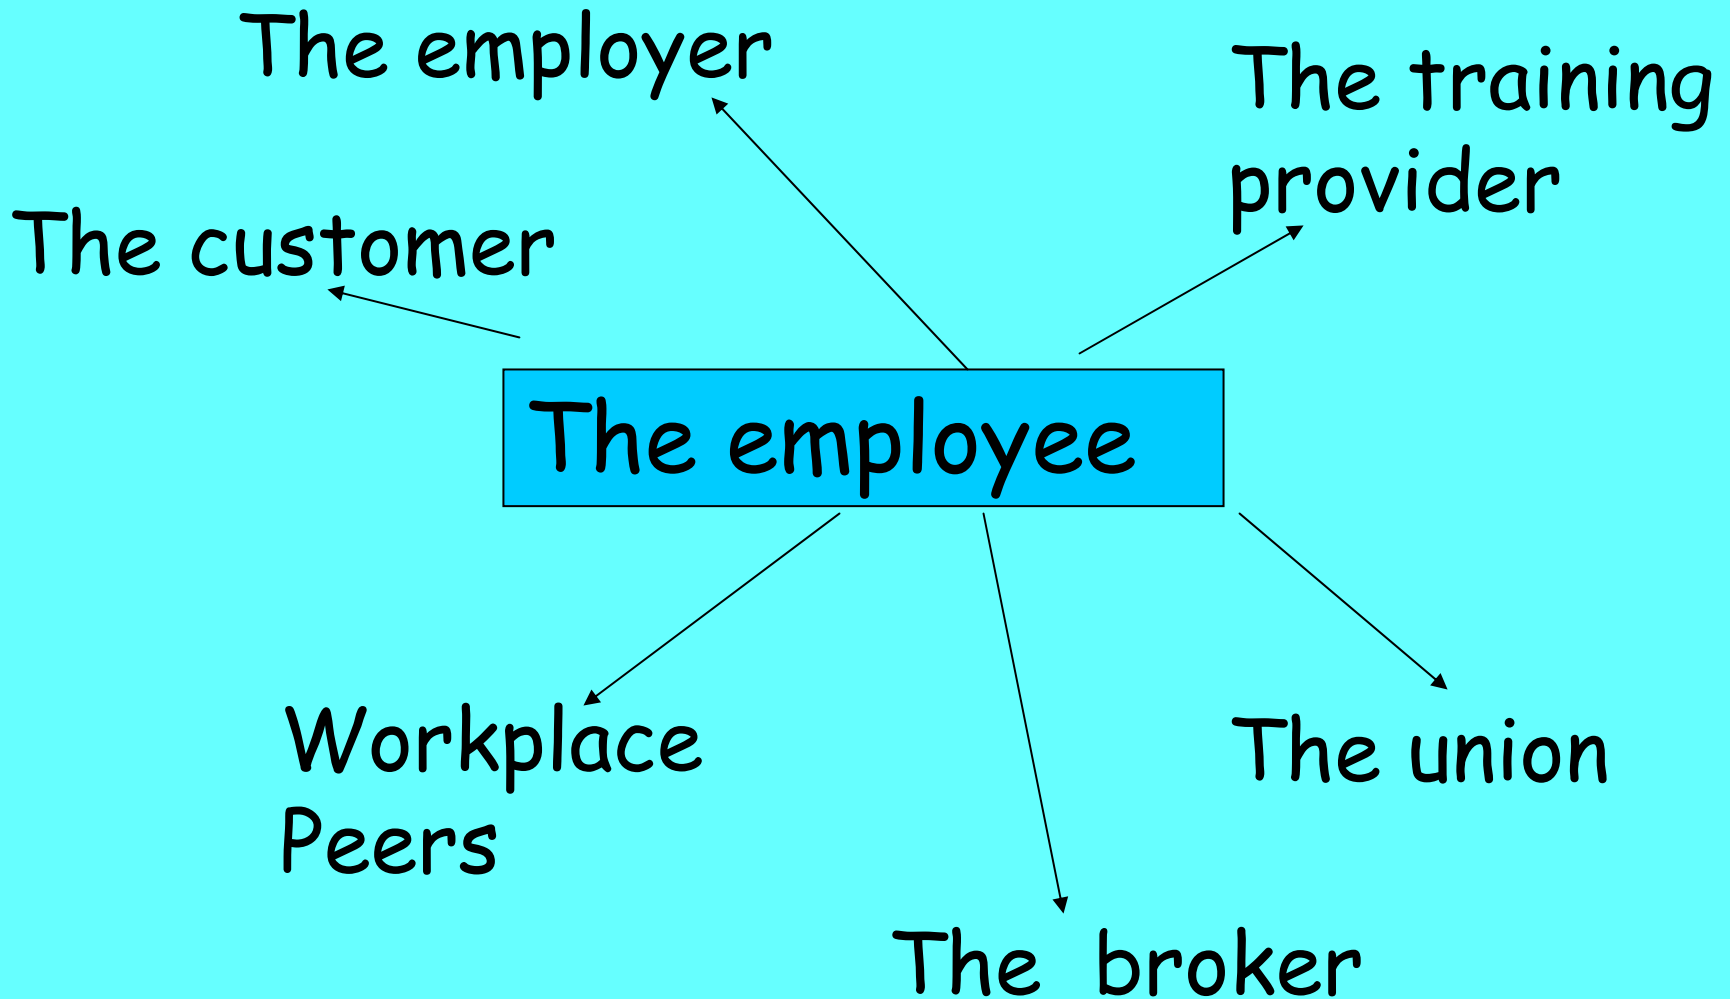 The employer
The training
provider
The customer
The employee
Workplace
Peers
The union
The broker